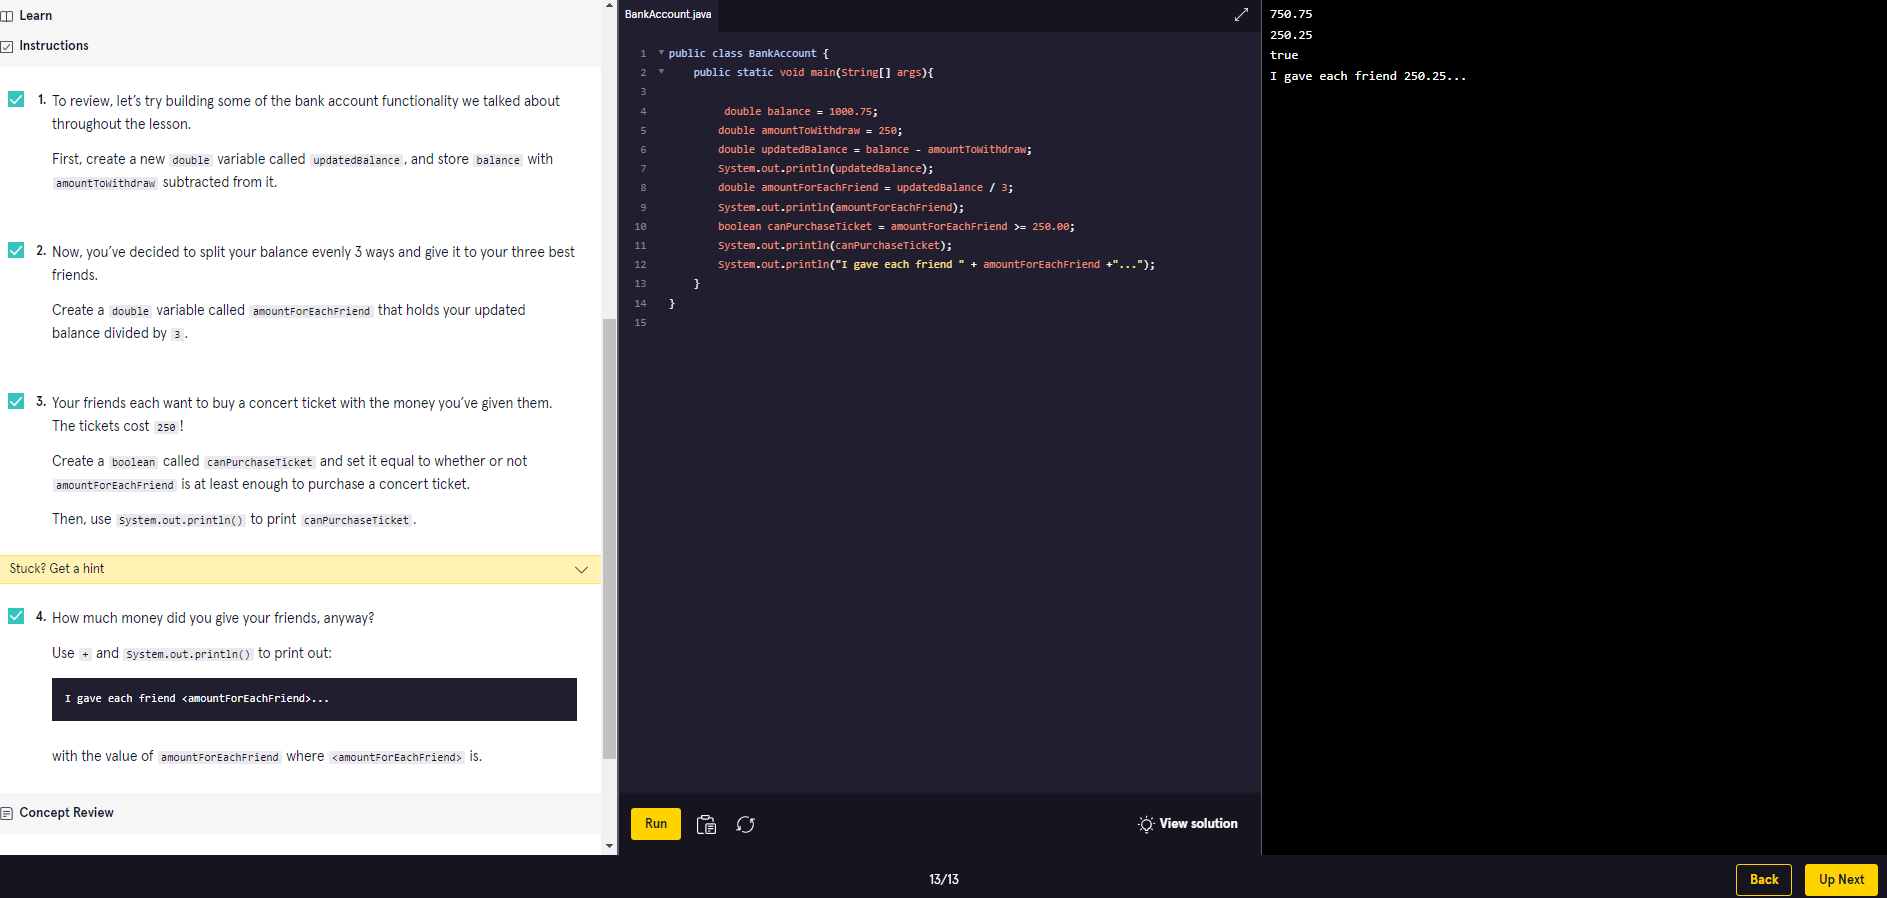 Learn
Instructions
1. To review, let's try building some of the bank account functionality we talked about
throughout the lesson.
First, create a new double variable called updatedBalance, and store balance with
amountToWithdraw subtracted from it.
2. Now, you've decided to split your balance evenly 3 ways and give it to your three best
friends.
Create a double variable called amountForEachFriend that holds your updated
balance divided by 3.
3. Your friends each want to buy a concert ticket with the money you've given them.
The tickets cost 250!
Create a boolean called canPurchaseTicket and set it equal to whether or not
amountForEachFriend is at least enough to purchase a concert ticket.
Then, use System.out.println() to print canPurchaseTicket.
Stuck? Get a hint
4. How much money did you give your friends, anyway?
Use + and System.out.println() to print out:
I gave each friend <amountForEachFriend>...
with the value of amountForEachFriend where <amountForEachFriend> is.
Concept Review
BankAccount.java
1 public class BankAccount {
2 public static void main(String[] args){
3
4 double balance = 1000.75;
5 double amountToWithdraw = 250;
6 double updatedBalance = balance - amountToWithdraw;
7 System.out.println(updatedBalance);
8 double amountForEachFriend = updatedBalance / 3;
9 System.out.println(amountForEachFriend);
10 boolean canPurchaseTicket = amountForEachFriend >= 250.00;
11 System.out.println(canPurchaseTicket);
12 System.out.println("I gave each friend " + amountForEachFriend +"...");
13 }
14 }
15
Run
View solution
750.75
250.25
true
I gave each friend 250.25...
13/13
Back
Up Next